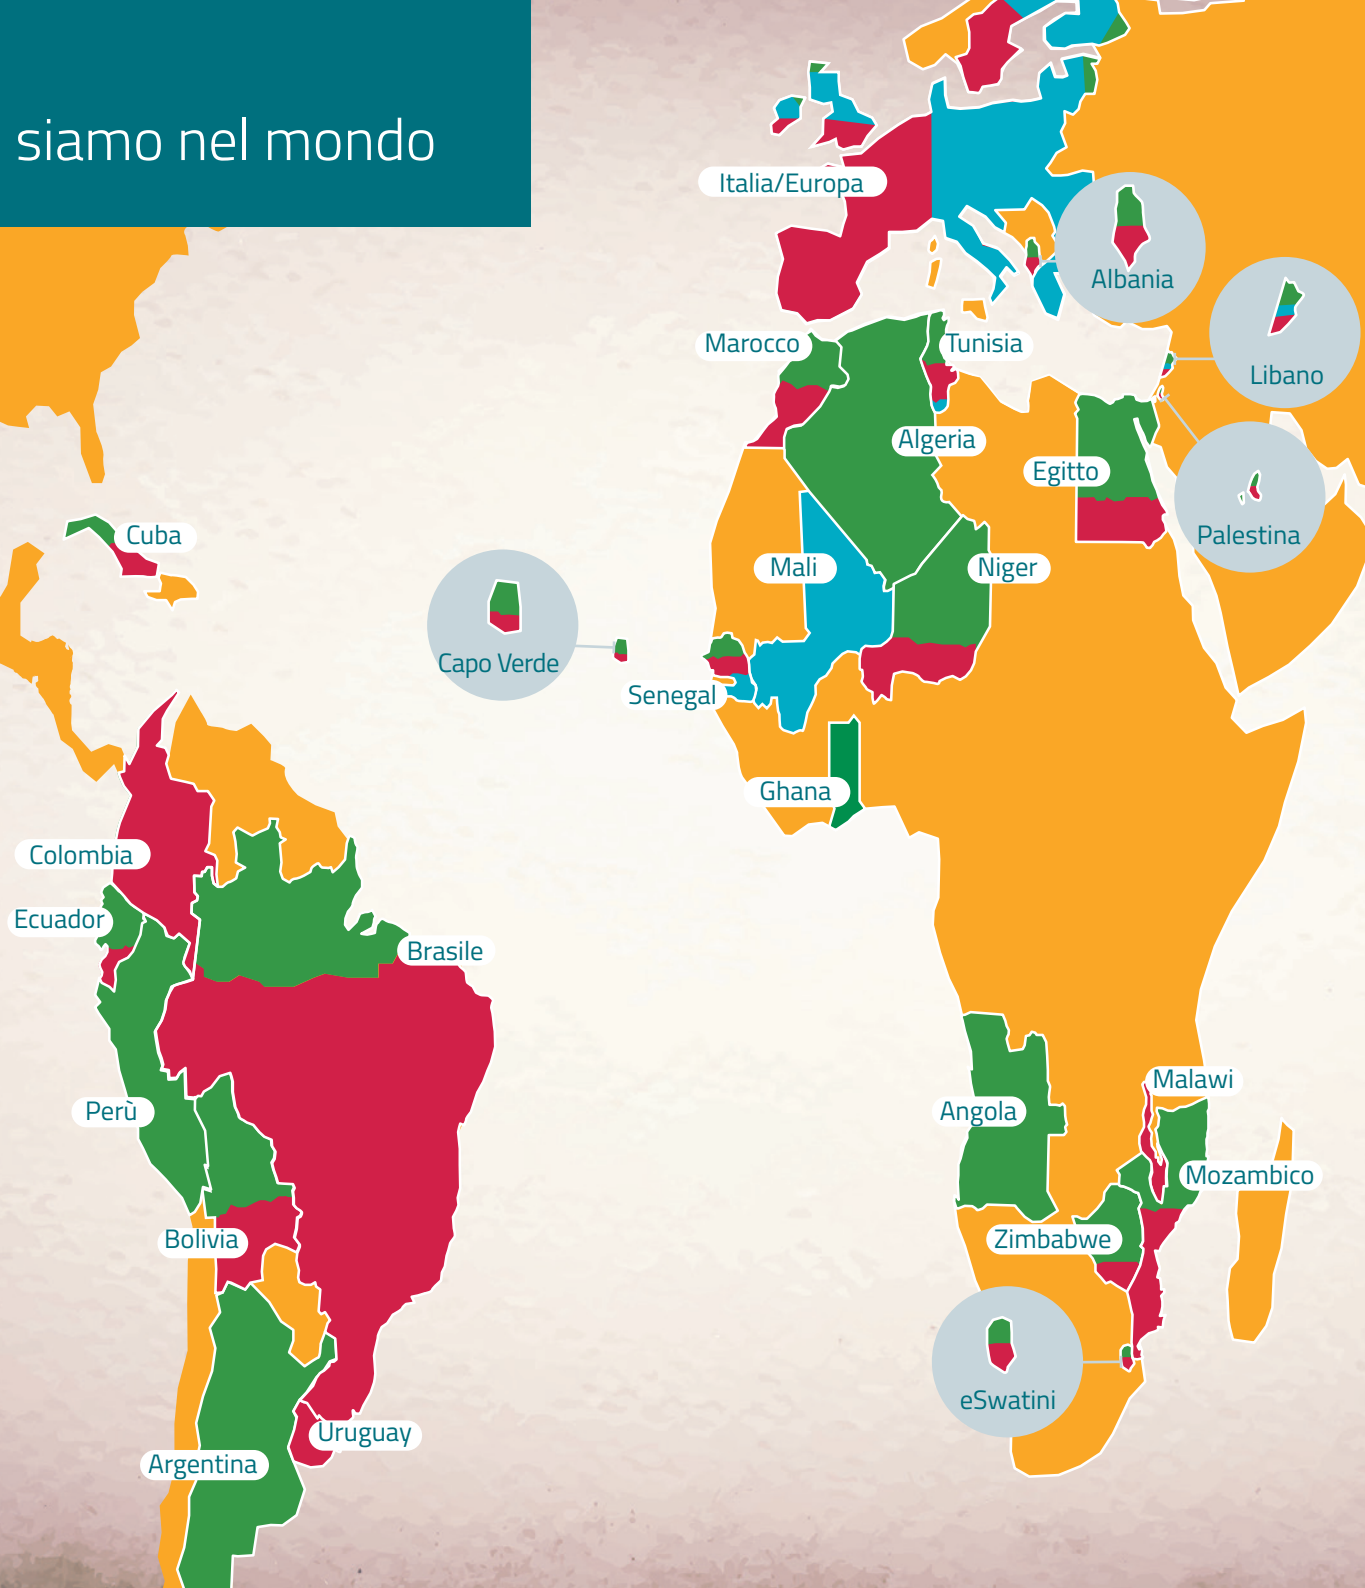 siamo nel mondo
Italia/Europa
Albania
Libano
Marocco
Tunisia
Algeria
Egitto
Palestina
Cuba
Mali
Niger
Capo Verde
Senegal
Ghana
Colombia
Ecuador
Brasile
Perù
Malawi
Angola
Mozambico
Bolivia
Zimbabwe
eSwatini
Uruguay
Argentina